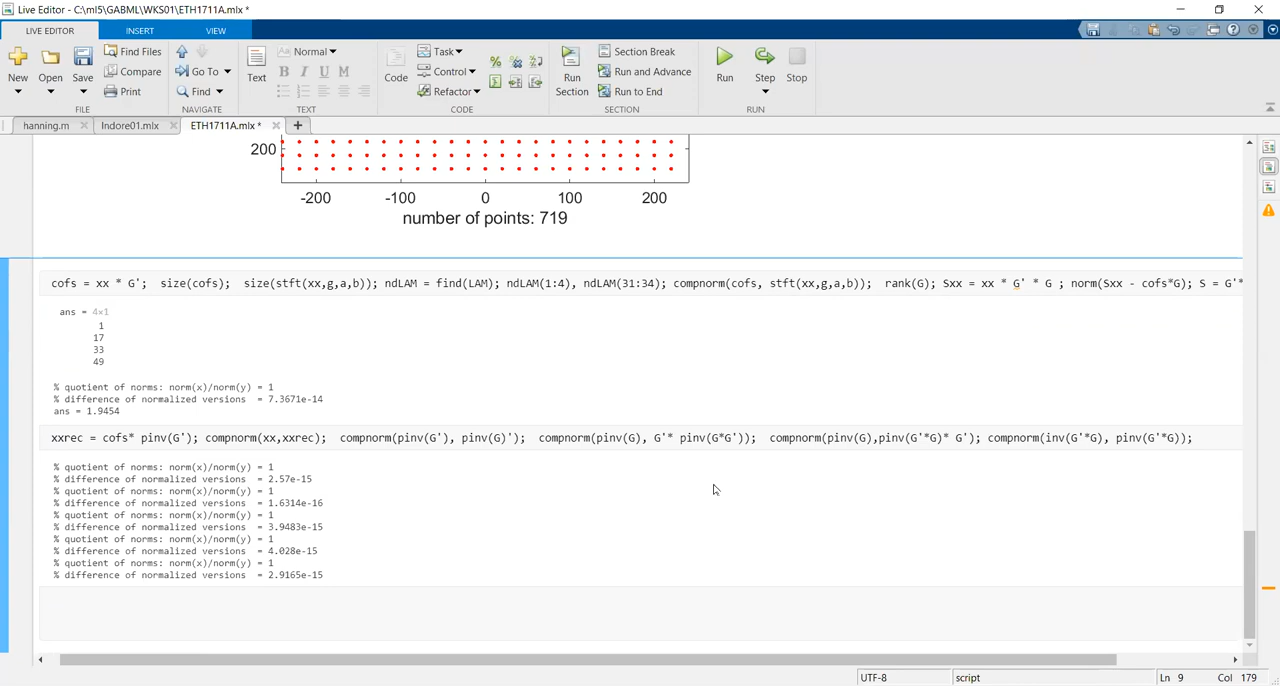 Live Editor - C:\ml5\GABML\WKS01\ETH1711A.mlx *
LIVE EDITOR INSERT VIEW
New Open Save Find Files Compare Print
Go To Find
Text Normal
B I U M
Code Task Control Refactor
Run Section Section Break Run and Advance Run to End
Run Step Stop
FILE NAVIGATE TEXT CODE SECTION RUN
hanning.m Indore01.mlx ETH1711A.mlx *
200
-200 -100 0 100 200
number of points: 719
cofs = xx * G'; size(cofs); size(stft(xx,g,a,b)); ndLAM = find(LAM); ndLAM(1:4), ndLAM(31:34); compnorm(cofs, stft(xx,g,a,b)); rank(G); Sxx = xx * G' * G ; norm(Sxx - cofs*G); S = G'*
ans = 4×1
1
17
33
49
% quotient of norms: norm(x)/norm(y) = 1
% difference of normalized versions = 7.3671e-14
ans = 1.9454
xxrec = cofs* pinv(G'); compnorm(xx,xxrec); compnorm(pinv(G'), pinv(G)'); compnorm(pinv(G), G'* pinv(G*G')); compnorm(pinv(G),pinv(G'*G)* G'); compnorm(inv(G'*G), pinv(G'*G));
% quotient of norms: norm(x)/norm(y) = 1
% difference of normalized versions = 2.57e-15
% quotient of norms: norm(x)/norm(y) = 1
% difference of normalized versions = 1.6314e-16
% quotient of norms: norm(x)/norm(y) = 1
% difference of normalized versions = 3.9483e-15
% quotient of norms: norm(x)/norm(y) = 1
% difference of normalized versions = 4.028e-15
% quotient of norms: norm(x)/norm(y) = 1
% difference of normalized versions = 2.9165e-15
UTF-8 script Ln 9 Col 179